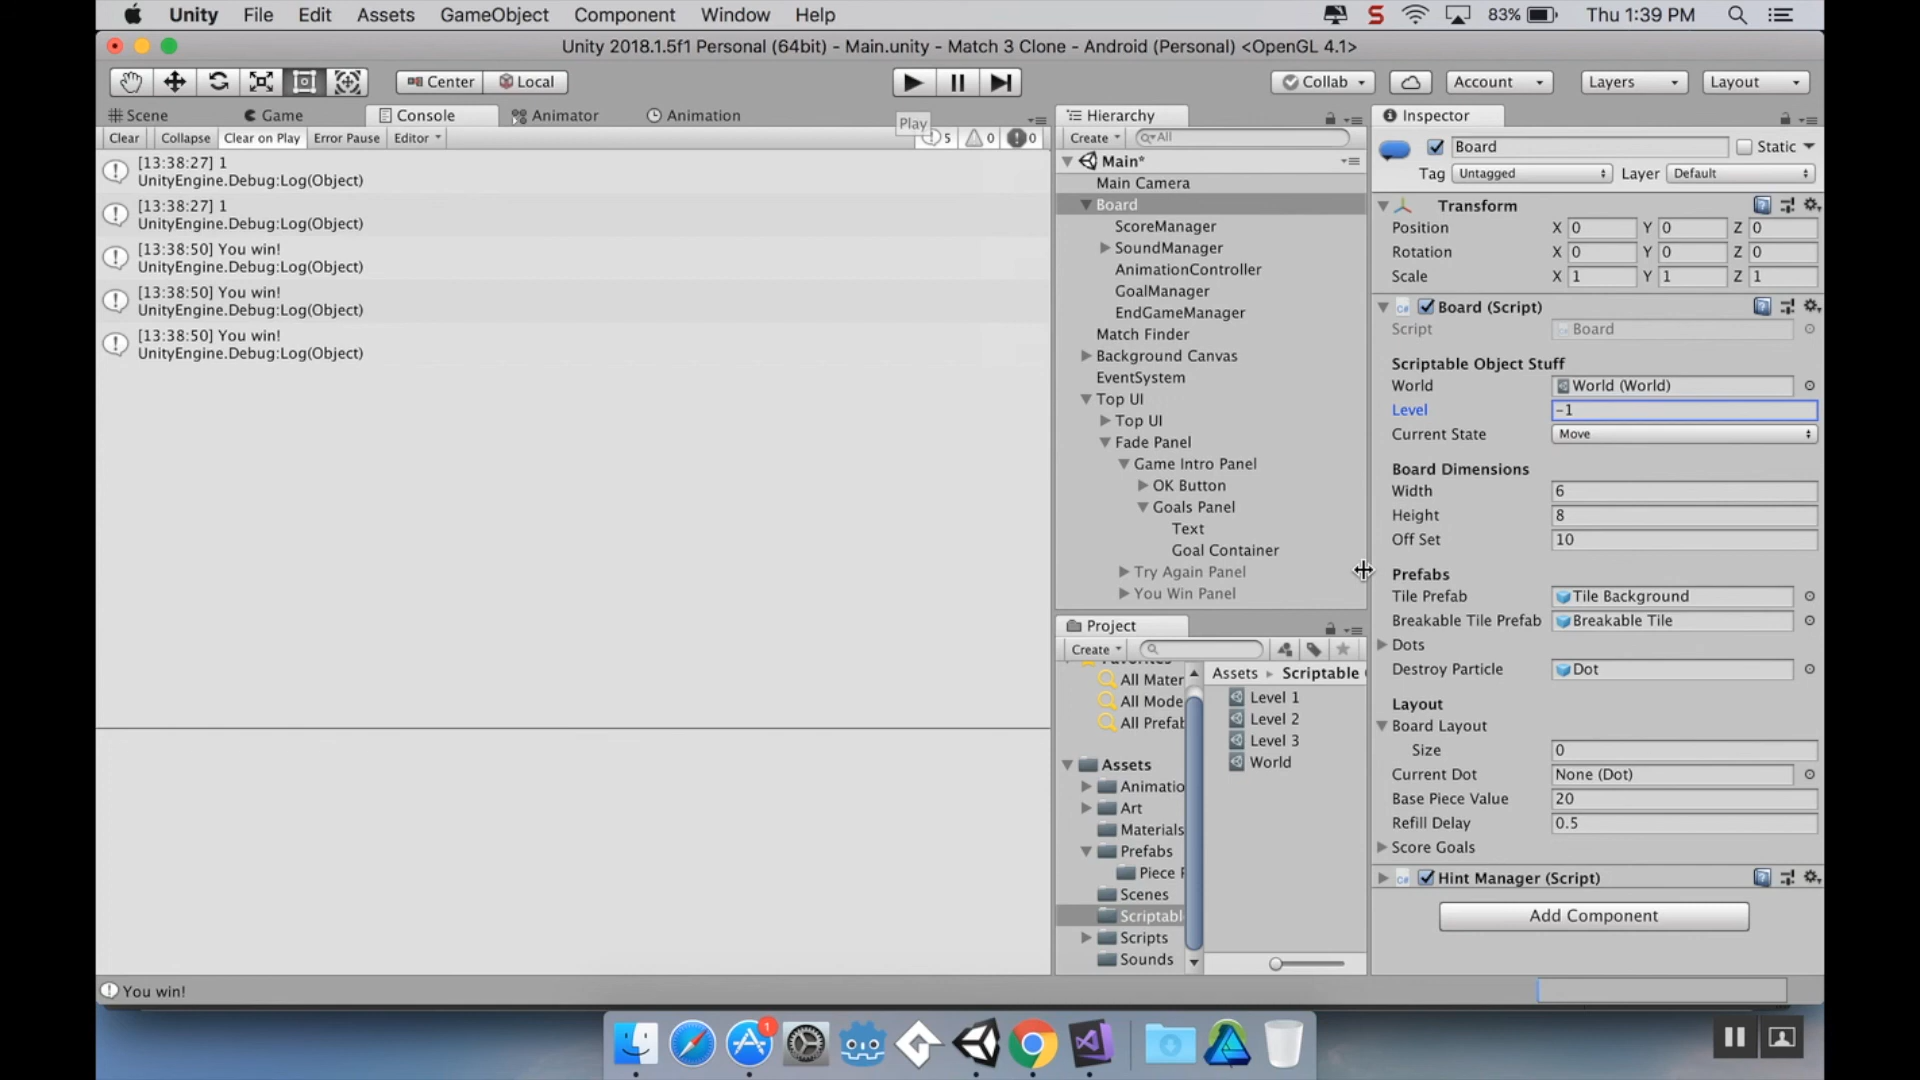 Unity File Edit Assets GameObject Component Window Help S 83% Thu 1:39 PM
Unity 2018.1.5f1 Personal (64bit) - Main.unity - Match 3 Clone - Android (Personal) <OpenGL 4.1>
Center Local Collab Account Layers Layout
Scene Game Console Animator Animation
Clear Collapse Clear on Play Error Pause Editor 5 0 0
Play
[13:38:27] 1
UnityEngine.Debug:Log(Object)
[13:38:27] 1
UnityEngine.Debug:Log(Object)
[13:38:50] You win!
UnityEngine.Debug:Log(Object)
[13:38:50] You win!
UnityEngine.Debug:Log(Object)
[13:38:50] You win!
UnityEngine.Debug:Log(Object)
You win!
Hierarchy
Create All
Main*
Main Camera
Board
ScoreManager
SoundManager
AnimationController
GoalManager
EndGameManager
Match Finder
Background Canvas
EventSystem
Top UI
Top UI
Fade Panel
Game Intro Panel
OK Button
Goals Panel
Text
Goal Container
Try Again Panel
You Win Panel
Project
Create
All Mater
All Mode
All Prefab
Assets
Animatio
Art
Materials
Prefabs
Piece
Scenes
Scriptabl
Scripts
Sounds
Assets Scriptable
Level 1
Level 2
Level 3
World
Inspector
Board Static
Tag Untagged Layer Default
Transform
Position X 0 Y 0 Z 0
Rotation X 0 Y 0 Z 0
Scale X 1 Y 1 Z 1
Board (Script)
Script Board
Scriptable Object Stuff
World World (World)
Level -1
Current State Move
Board Dimensions
Width 6
Height 8
Off Set 10
Prefabs
Tile Prefab Tile Background
Breakable Tile Prefab Breakable Tile
Dots
Destroy Particle Dot
Layout
Board Layout
Size 0
Current Dot None (Dot)
Base Piece Value 20
Refill Delay 0.5
Score Goals
Hint Manager (Script)
Add Component
1